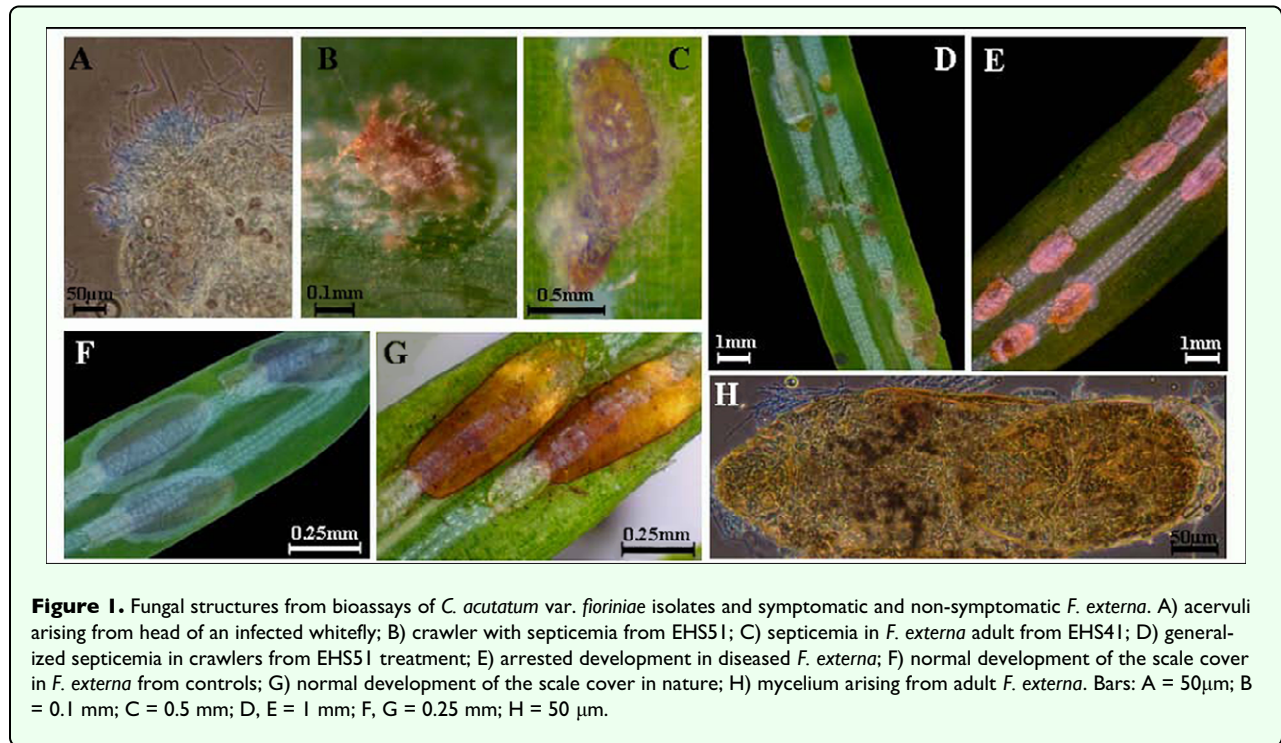 A
B
C
D
E
50μm
0.1mm
0.5mm
1mm
1mm
F
G
H
0.25mm
0.25mm
50μm
Figure 1. Fungal structures from bioassays of C. acutatum var. fioriniae isolates and symptomatic and non-symptomatic F. externa. A) acervuli
arising from head of an infected whitefly; B) crawler with septicemia from EHS51; C) septicemia in F. externa adult from EHS41; D) general-
ized septicemia in crawlers from EHS51 treatment; E) arrested development in diseased F. externa; F) normal development of the scale cover
in F. externa from controls; G) normal development of the scale cover in nature; H) mycelium arising from adult F. externa. Bars: A = 50μm; B
= 0.1 mm; C = 0.5 mm; D, E = 1 mm; F, G = 0.25 mm; H = 50 μm.